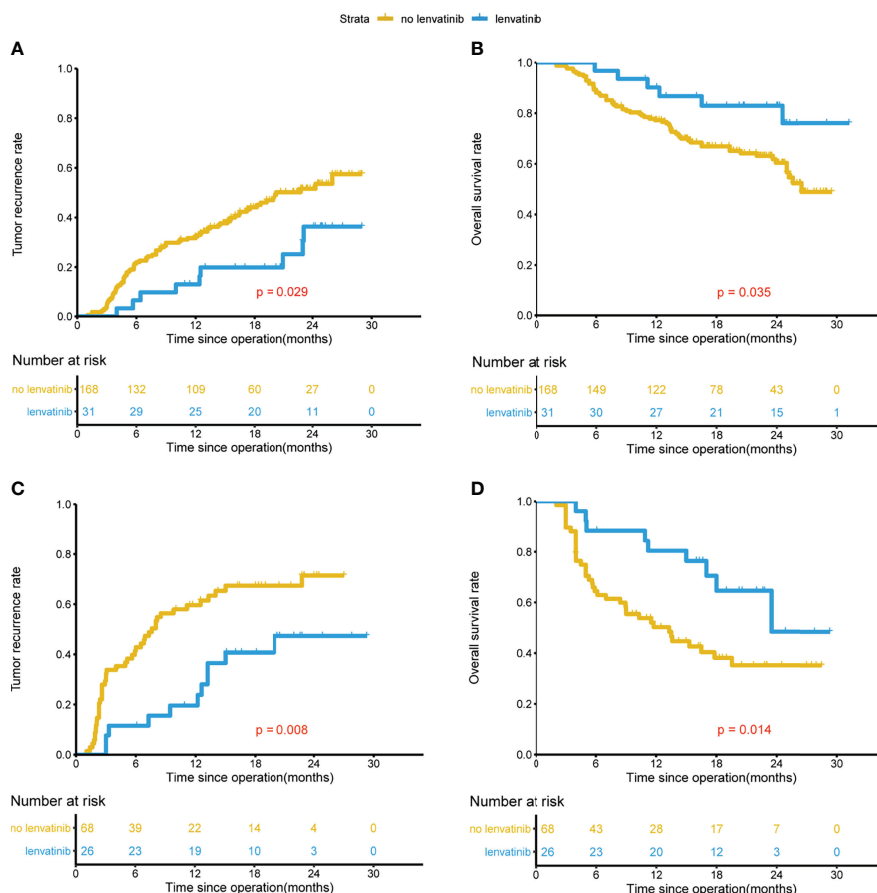 Strata no lenvatinib lenvatinib
A
1.0
0.8
0.6
0.4
0.2
0.0
Tumor recurrence rate
p = 0.029
0 6 12 18 24 30
Time since operation(months)
Number at risk
no lenvatinib 168 132 109 60 27 0
lenvatinib 31 29 25 20 11 0
0 6 12 18 24 30
Time since operation(months)
B
1.0
0.8
0.6
0.4
0.2
0.0
Overall survival rate
p = 0.035
0 6 12 18 24 30
Time since operation(months)
Number at risk
no lenvatinib 168 149 122 78 43 0
lenvatinib 31 30 27 21 15 1
0 6 12 18 24 30
Time since operation(months)
C
1.0
0.8
0.6
0.4
0.2
0.0
Tumor recurrence rate
p = 0.008
0 6 12 18 24 30
Time since operation(months)
Number at risk
no lenvatinib 68 39 22 14 4 0
lenvatinib 26 23 19 10 3 0
0 6 12 18 24 30
Time since operation(months)
D
1.0
0.8
0.6
0.4
0.2
0.0
Overall survival rate
p = 0.014
0 6 12 18 24 30
Time since operation(months)
Number at risk
no lenvatinib 68 43 28 17 7 0
lenvatinib 26 23 20 12 3 0
0 6 12 18 24 30
Time since operation(months)